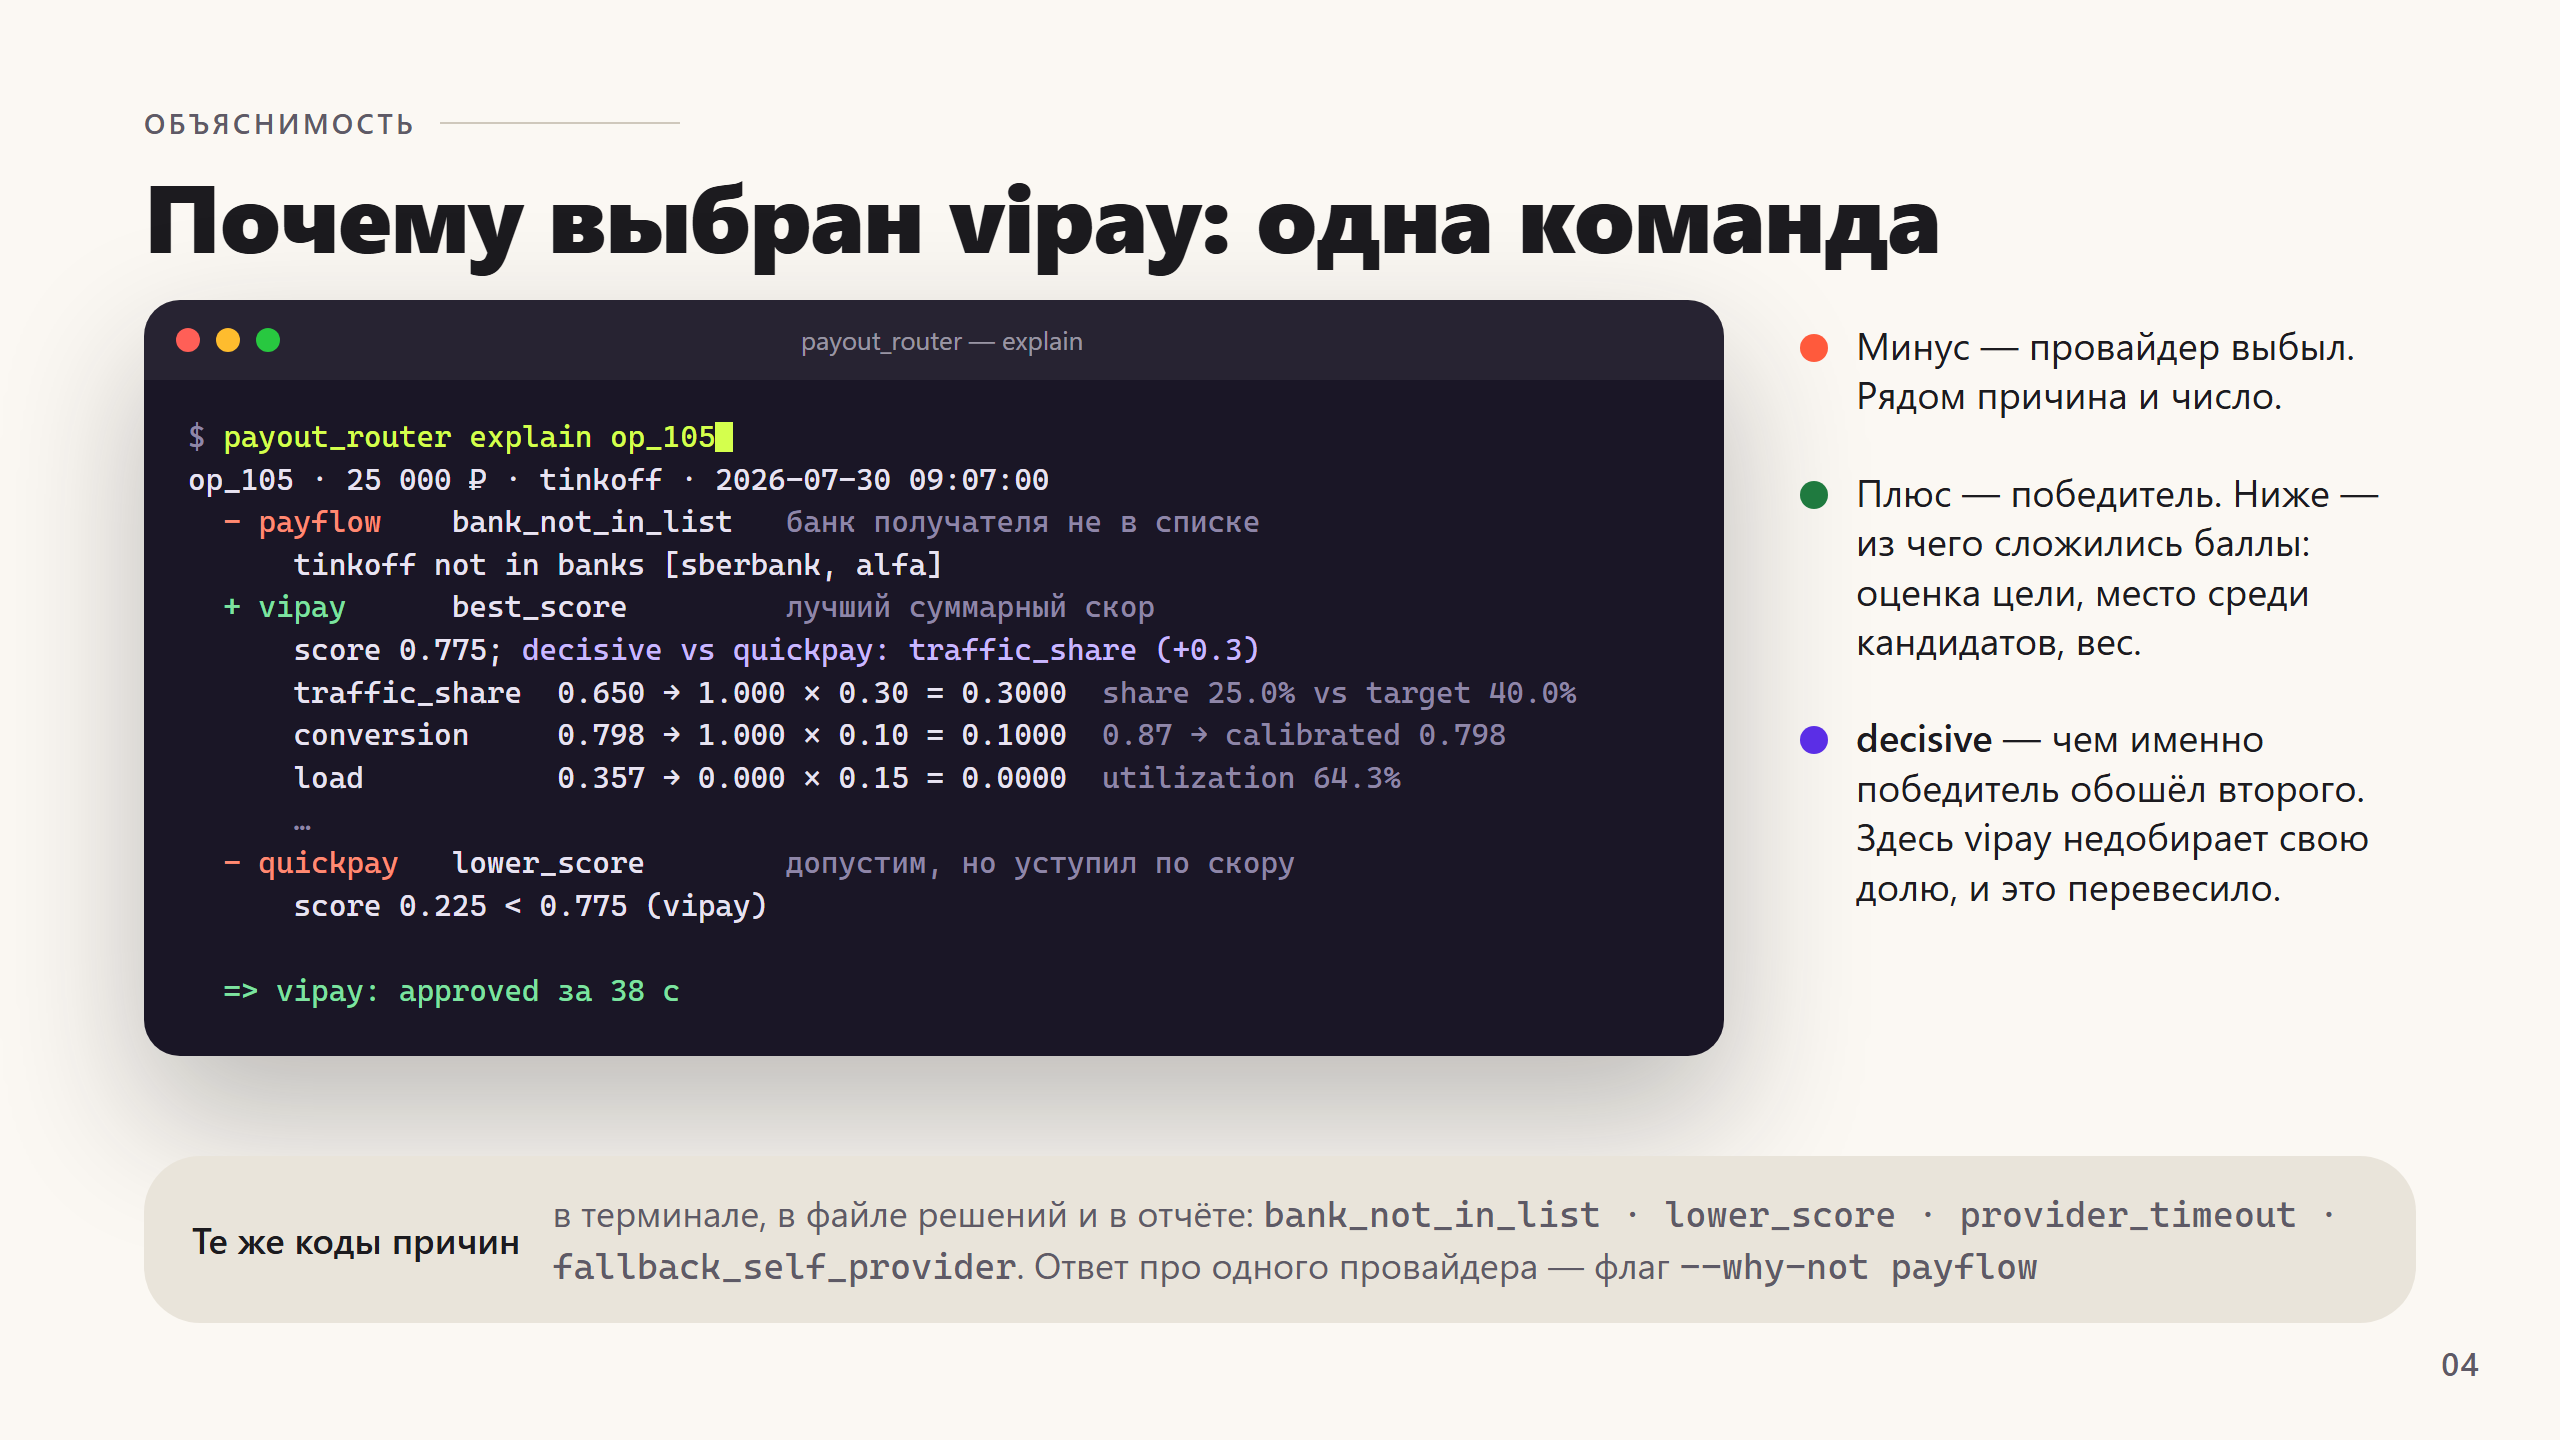 ОБЪЯСНИМОСТЬ
Почему выбран vipay: одна команда
payout_router — explain
$ payout_router explain op_105
op_105 · 25 000 ₽ · tinkoff · 2026-07-30 09:07:00
− payflow bank_not_in_list банк получателя не в списке
tinkoff not in banks [sberbank, alfa]
+ vipay best_score лучший суммарный скор
score 0.775; decisive vs quickpay: traffic_share (+0.3)
traffic_share 0.650 → 1.000 × 0.30 = 0.3000 share 25.0% vs target 40.0%
conversion 0.798 → 1.000 × 0.10 = 0.1000 0.87 → calibrated 0.798
load 0.357 → 0.000 × 0.15 = 0.0000 utilization 64.3%
…
− quickpay lower_score допустим, но уступил по скору
score 0.225 < 0.775 (vipay)
=> vipay: approved за 38 с
Минус — провайдер выбыл.
Рядом причина и число.
Плюс — победитель. Ниже —
из чего сложились баллы:
оценка цели, место среди
кандидатов, вес.
decisive — чем именно
победитель обошёл второго.
Здесь vipay недобирает свою
долю, и это перевесило.
Те же коды причин
в терминале, в файле решений и в отчёте: bank_not_in_list · lower_score · provider_timeout ·
fallback_self_provider. Ответ про одного провайдера — флаг --why-not payflow
04